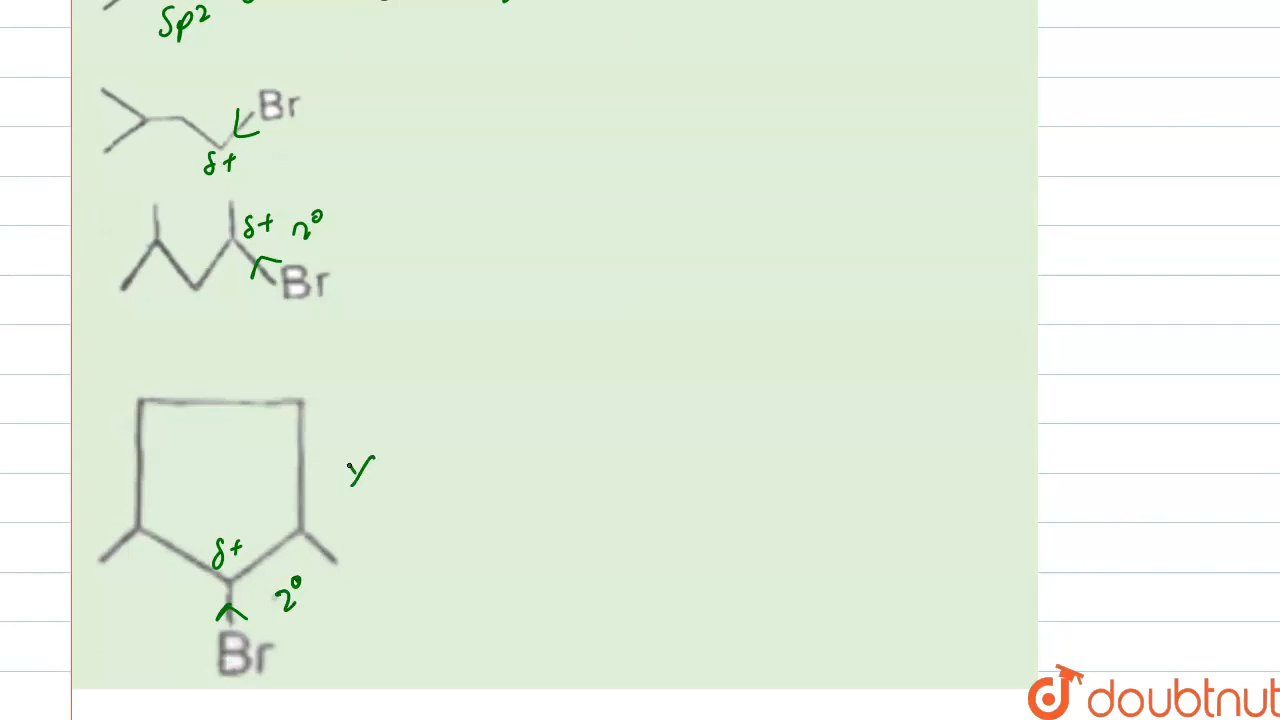 Sp²
Br
δ+
δ+ 2°
Br
δ+
2°
Br
doubtnut